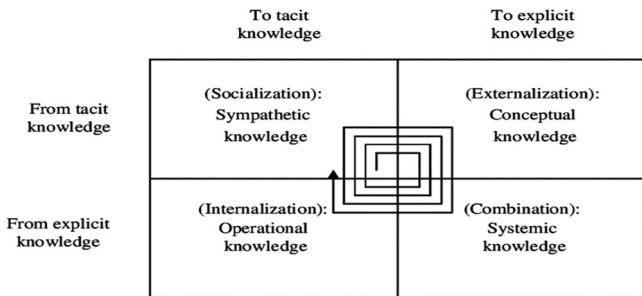 To tacit
knowledge
To explicit
knowledge
From tacit
knowledge
(Socialization):
Sympathetic
knowledge
(Externalization):
Conceptual
knowledge
From explicit
knowledge
(Internalization):
Operational
knowledge
(Combination):
Systemic
knowledge